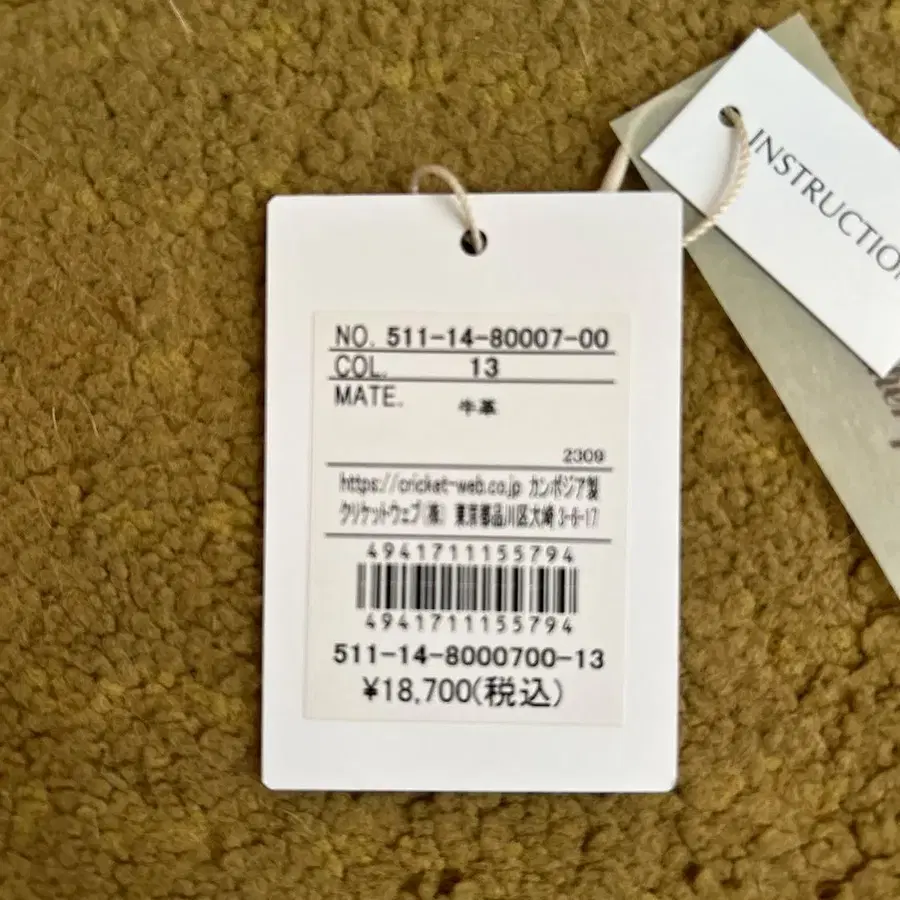 NO. 511-14-80007-00
COL. 13
MATE. 牛革
2309
https://cricket-web.co.jp カンボジア製
クリケットウェブ(株) 東京都品川区大崎 3-6-17
4941711155794
4941711155794
511-14-8000700-13
¥18,700(税込)
INSTRUCTION